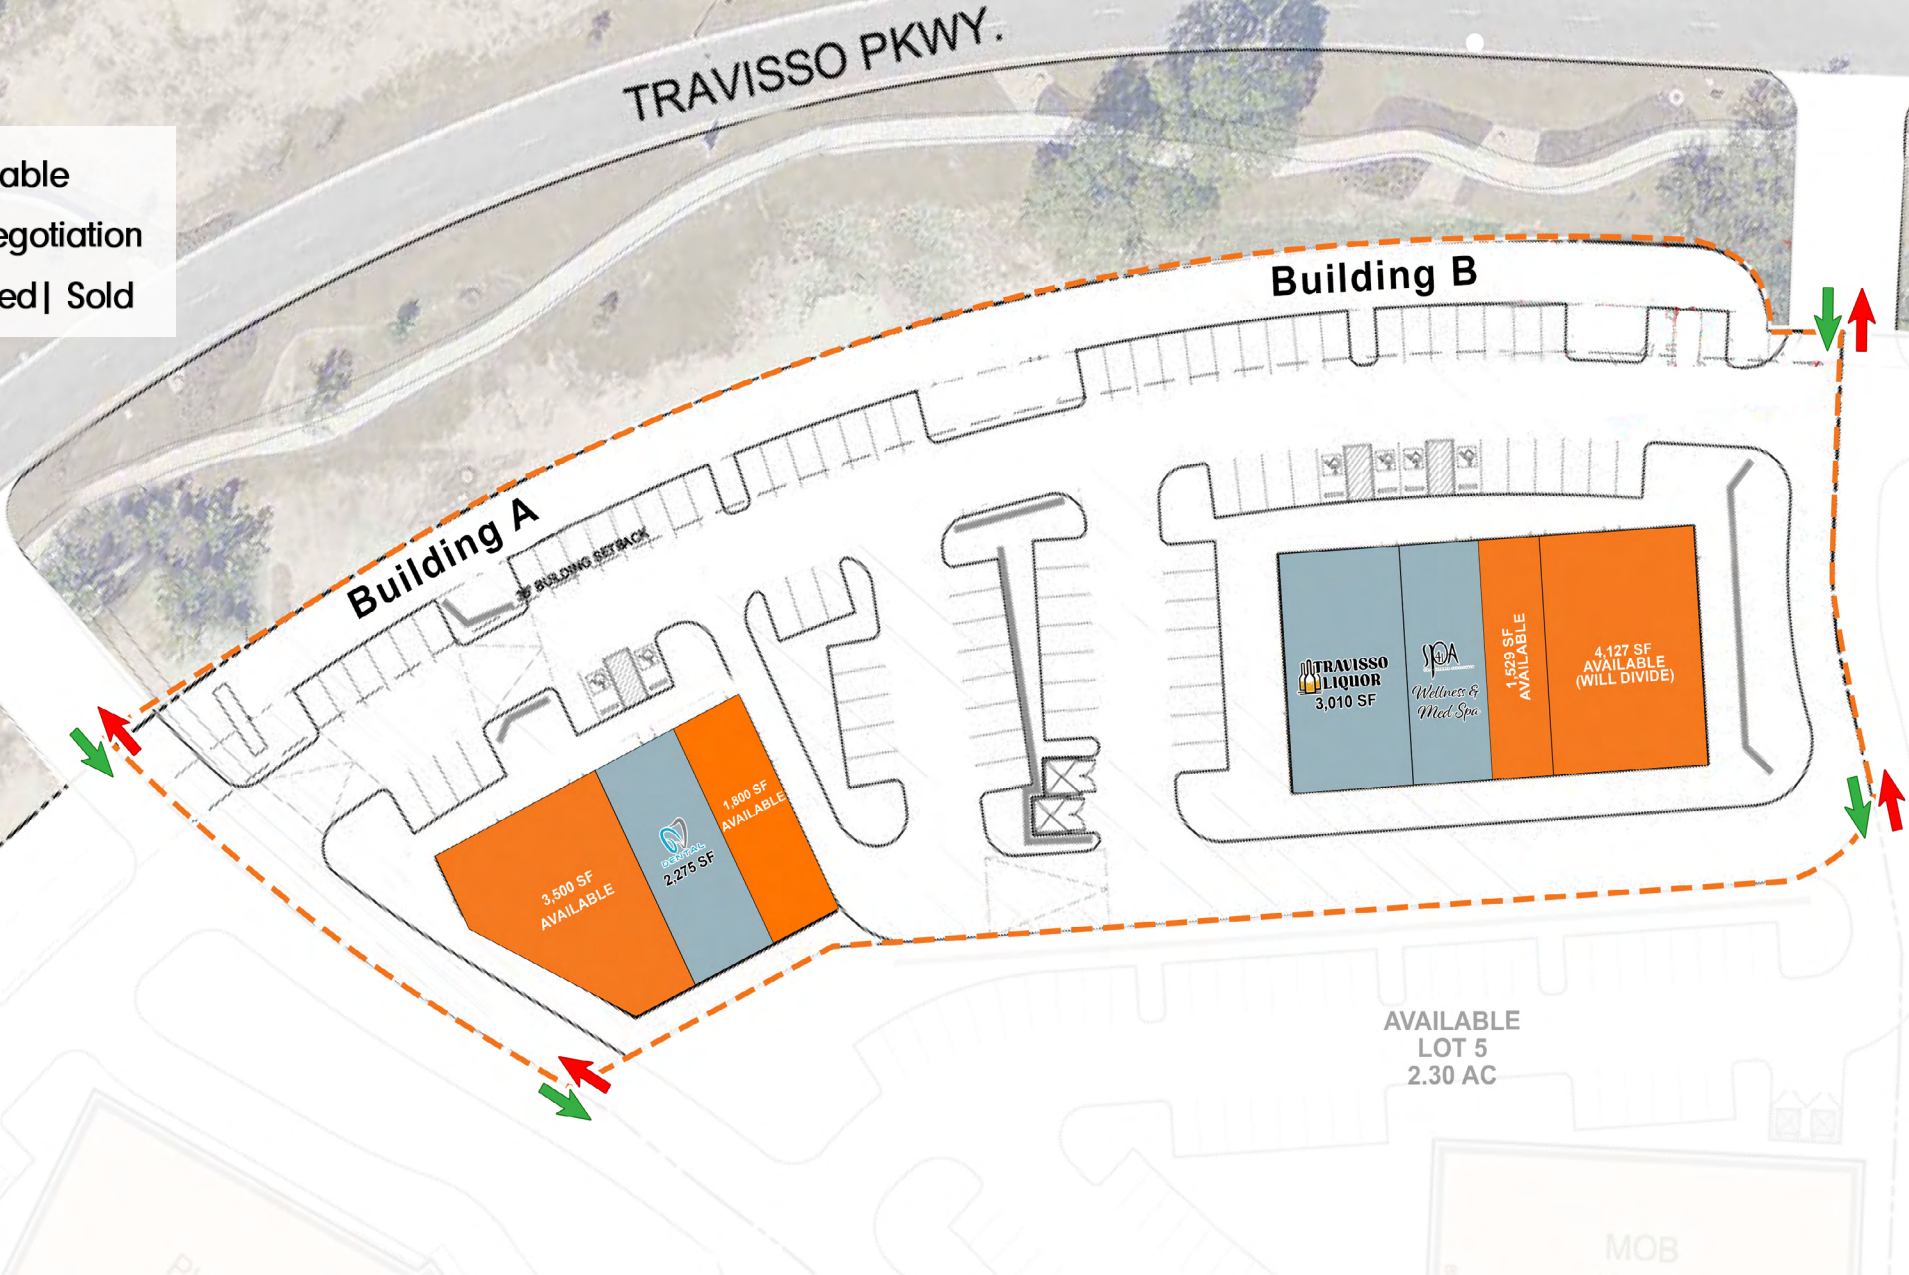 TRAVISSO PKWY.
able
egotiation
ed| Sold
Building B
Building A
BUILDING SETBACK
TRAVISSO
LIQUOR
3,010 SF
SPA
Wellness &
Med Spa
1,529 SF
AVAILABLE
4,127 SF
AVAILABLE
(WILL DIVIDE)
1,800 SF
AVAILABLE
DENTAL
2,275 SF
3,500 SF
AVAILABLE
AVAILABLE
LOT 5
2.30 AC
MOB